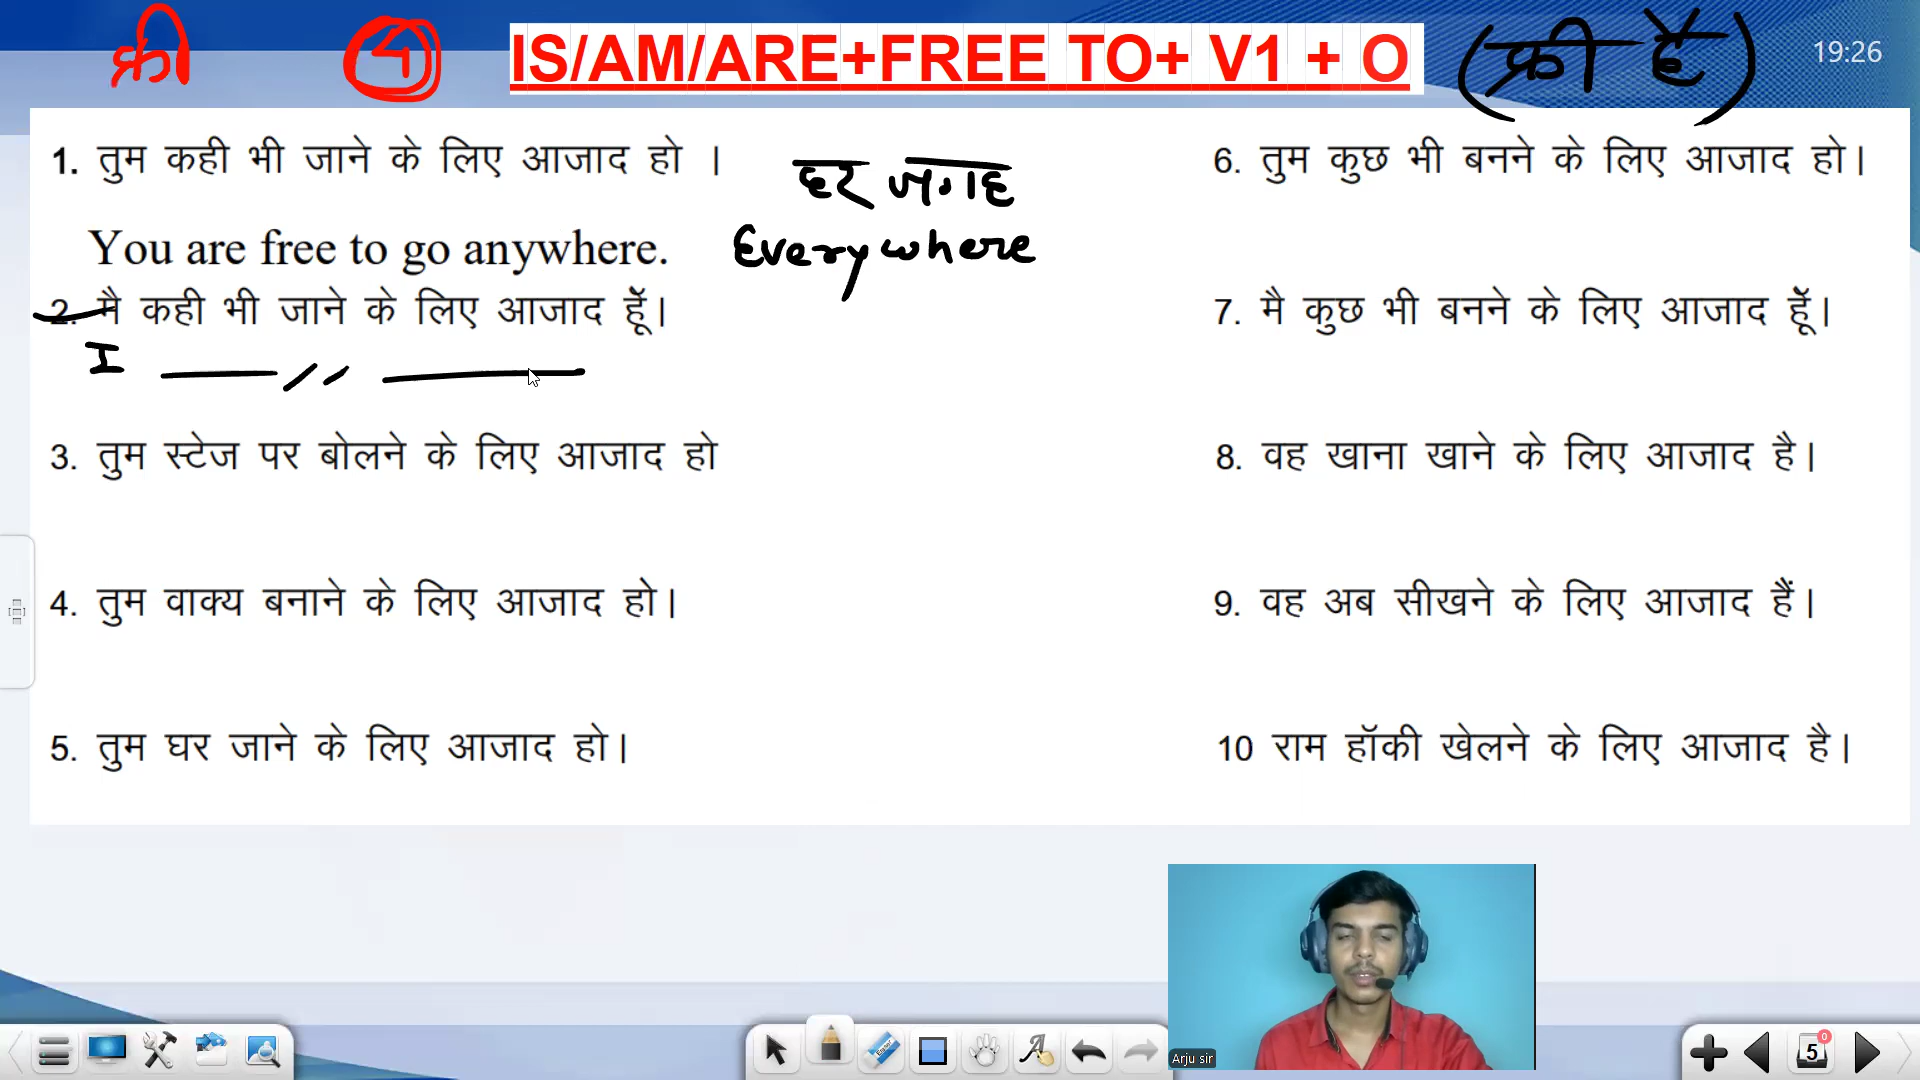 फ्री
4
IS/AM/ARE+FREE TO+ V1 + O
(फ्री हैं)
19:26
1. तुम कही भी जाने के लिए आजाद हो ।
You are free to go anywhere.
हर जगह
Everywhere
2. मै कही भी जाने के लिए आजाद हूॅं।
I
3. तुम स्टेज पर बोलने के लिए आजाद हो
4. तुम वाक्य बनाने के लिए आजाद हो।
5. तुम घर जाने के लिए आजाद हो।
6. तुम कुछ भी बनने के लिए आजाद हो।
7. मै कुछ भी बनने के लिए आजाद हूॅं।
8. वह खाना खाने के लिए आजाद है।
9. वह अब सीखने के लिए आजाद हैं।
10 राम हॉकी खेलने के लिए आजाद है।
Arju sir
5
0